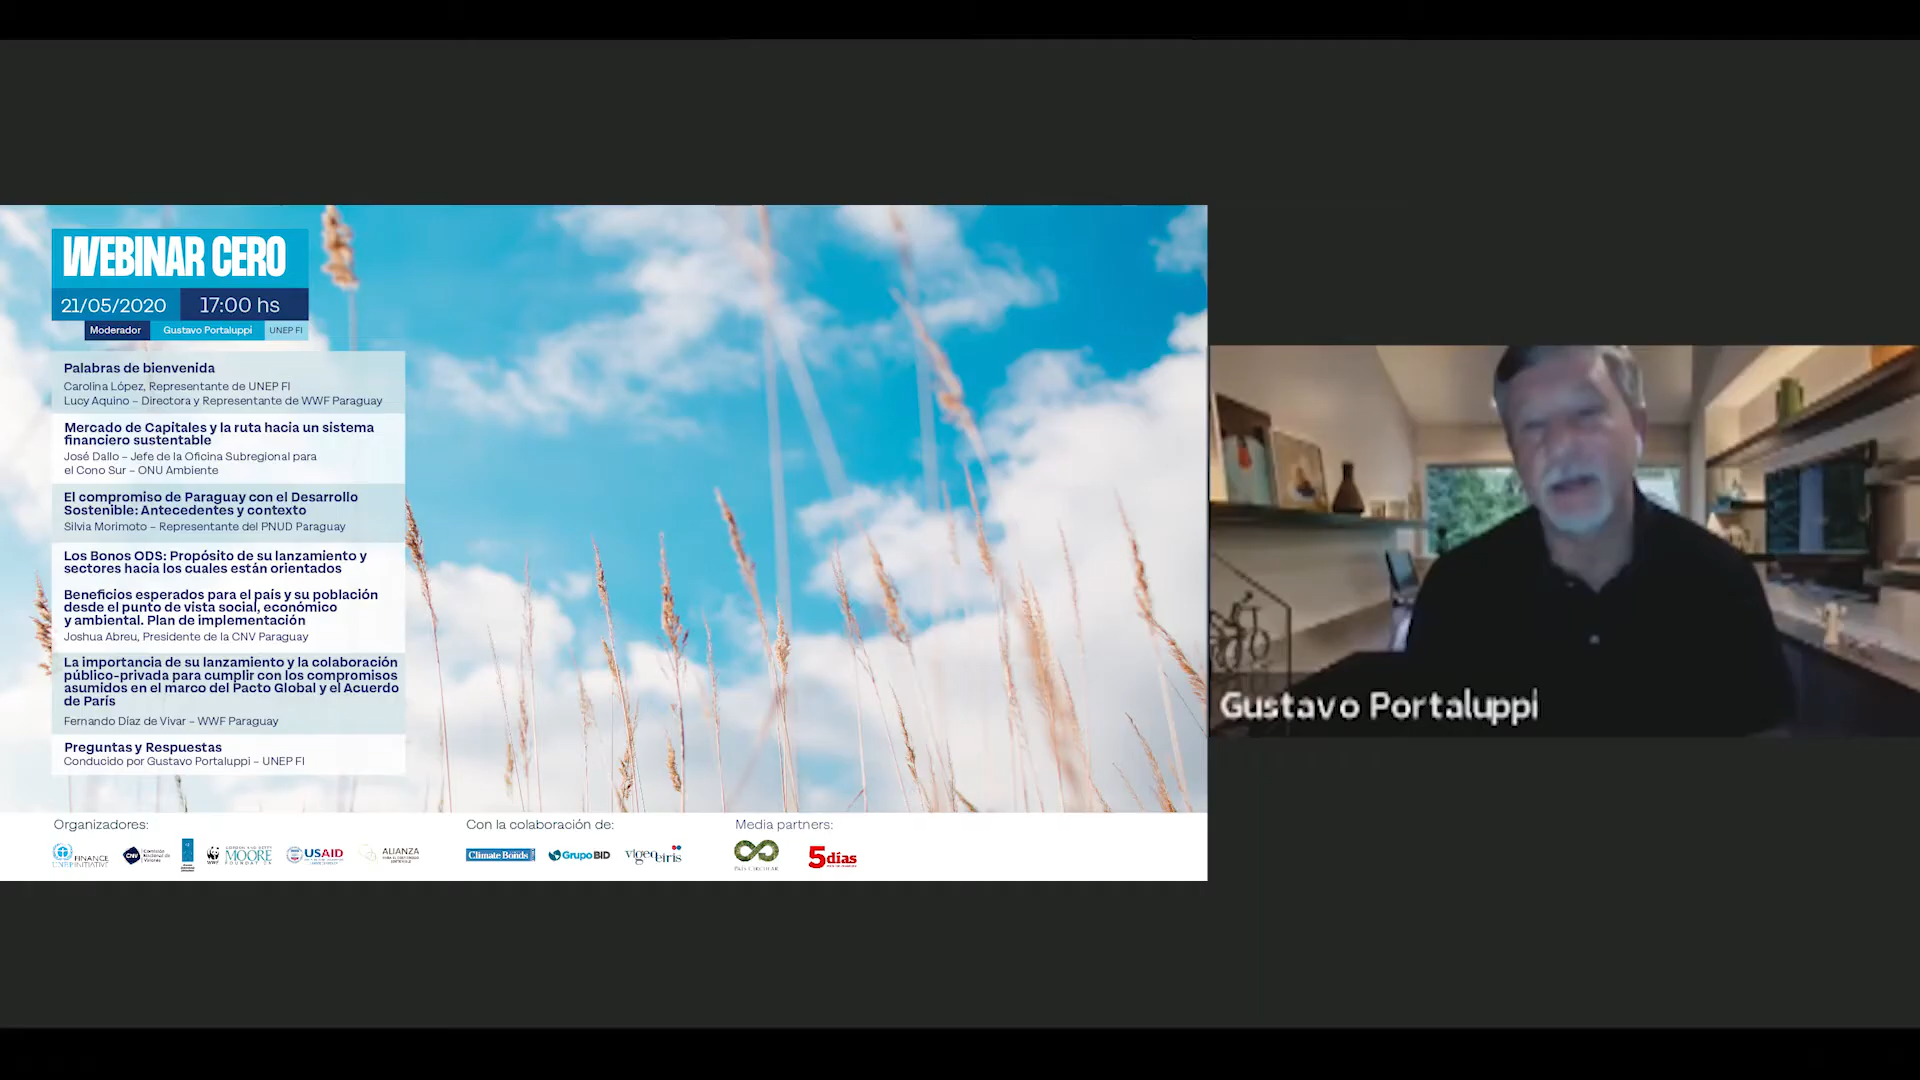 WEBINAR CERO
21/05/2020 17:00 hs
Moderador Gustavo Portaluppi UNEP FI
Palabras de bienvenida
Carolina López, Representante de UNEP FI
Lucy Aquino – Directora y Representante de WWF Paraguay
Mercado de Capitales y la ruta hacia un sistema
financiero sustentable
José Dallo – Jefe de la Oficina Subregional para
el Cono Sur – ONU Ambiente
El compromiso de Paraguay con el Desarrollo
Sostenible: Antecedentes y contexto
Silvia Morimoto – Representante del PNUD Paraguay
Los Bonos ODS: Propósito de su lanzamiento y
sectores hacia los cuales están orientados
Beneficios esperados para el país y su población
desde el punto de vista social, económico
y ambiental. Plan de implementación
Joshua Abreu, Presidente de la CNV Paraguay
La importancia de su lanzamiento y la colaboración
público-privada para cumplir con los compromisos
asumidos en el marco del Pacto Global y el Acuerdo
de París
Fernando Díaz de Vivar – WWF Paraguay
Preguntas y Respuestas
Conducido por Gustavo Portaluppi – UNEP FI
Organizadores:
FINANCE
INITIATIVE
CNV
WWF
MOORE
FOUNDATION
USAID
ALIANZA
Con la colaboración de:
Climate Bonds
Grupo BID
vigeoeiris
Media partners:
5días
Gustavo Portaluppi